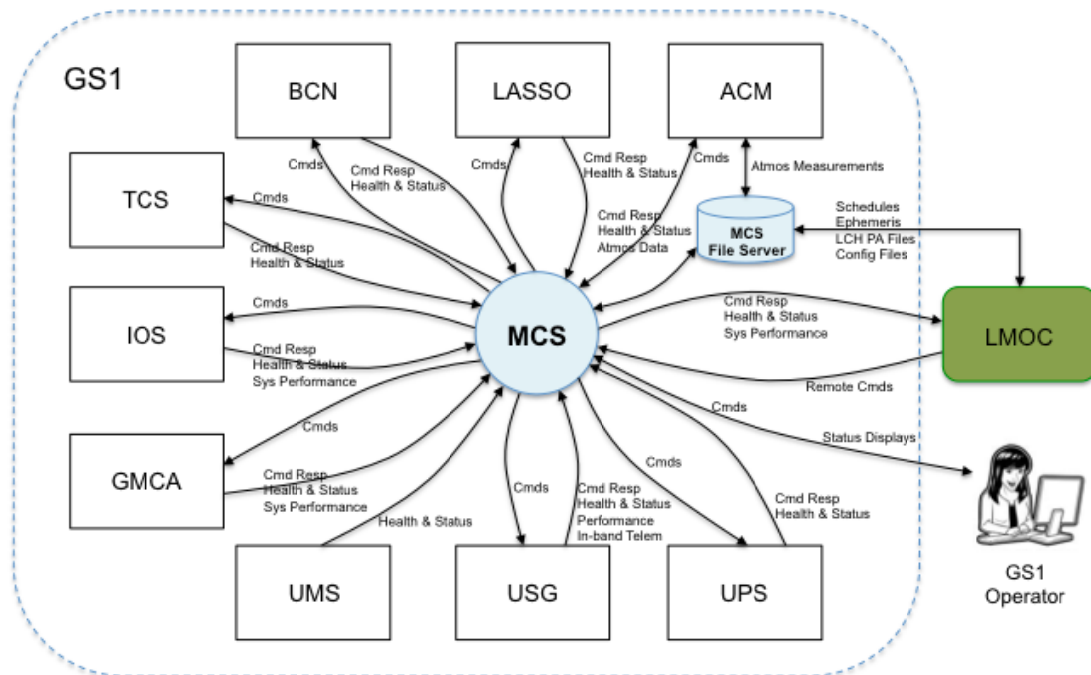 GS1
BCN
LASSO
ACM
Cmds
Cmd Resp
Health & Status
Cmds
Cmd Resp
Health & Status
Cmds
Atmos Measurements
TCS
Cmds
Cmd Resp
Health & Status
Cmd Resp
Health & Status
Atmos Data
MCS
File Server
Schedules
Ephemeris
LCH PA Files
Config Files
IOS
Cmds
Cmd Resp
Health & Status
Sys Performance
MCS
Cmd Resp
Health & Status
Sys Performance
LMOC
Remote Cmds
GMCA
Cmds
Cmd Resp
Health & Status
Sys Performance
Cmds
Status Displays
Health & Status
Cmds
Cmd Resp
Health & Status
Performance
In-band Telem
Cmds
Cmd Resp
Health & Status
UMS
USG
UPS
GS1
Operator